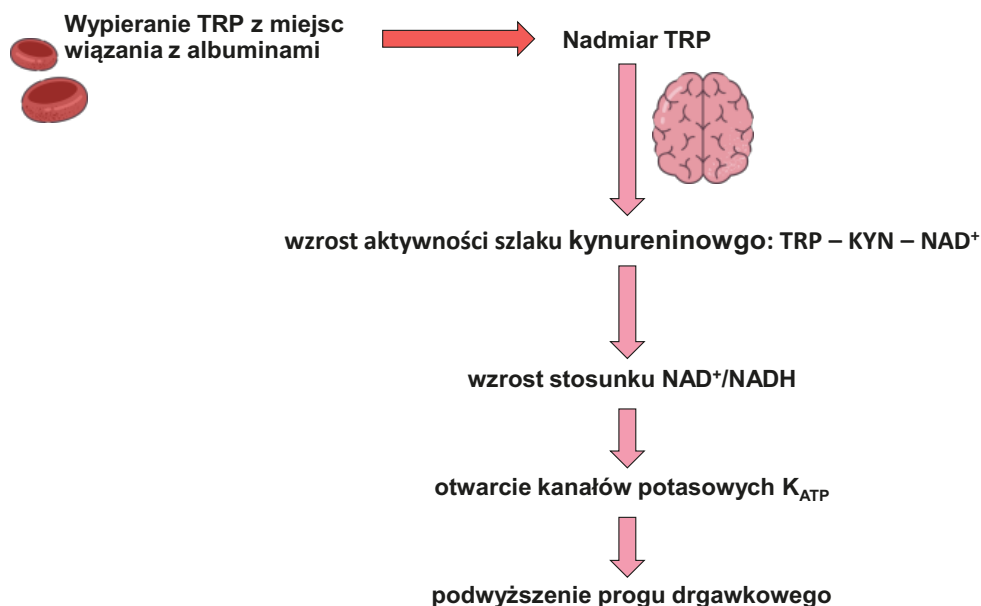 Wypieranie TRP z miejsc
wiązania z albuminami
Nadmiar TRP
wzrost aktywności szlaku kynureninowgo: TRP – KYN – NAD⁺
wzrost stosunku NAD⁺/NADH
otwarcie kanałów potasowych K_ATP
podwyższenie progu drgawkowego